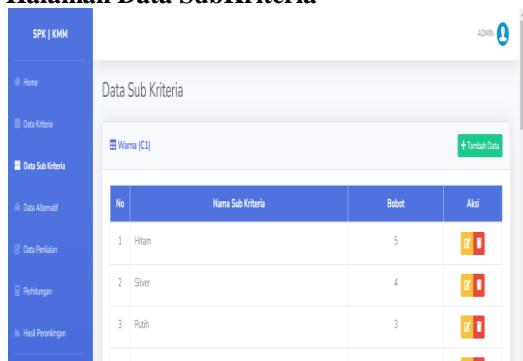 Halaman Data SubKriteria
SPK | KMM
ADMIN
Home
Data Kriteria
Data Sub Kriteria
Data Alternatif
Data Penilaian
Perhitungan
Hasil Perankingan
Data Sub Kriteria
Warna (C1)
+ Tambah Data
No Nama Sub Kriteria Bobot Aksi
1 Hitam 5
2 Silver 4
3 Putih 3